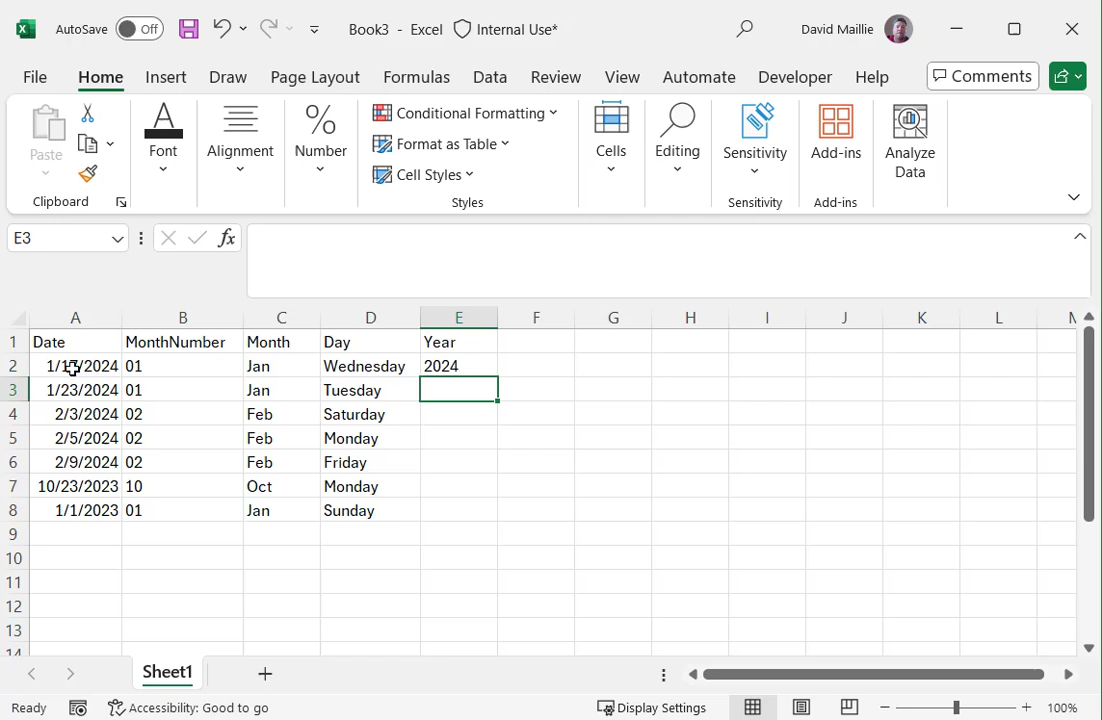 AutoSave Off Book3 - Excel Internal Use* David Maillie
File Home Insert Draw Page Layout Formulas Data Review View Automate Developer Help Comments
Paste
Clipboard
Font
Alignment
%
Number
Conditional Formatting
Format as Table
Cell Styles
Styles
Cells
Editing
Sensitivity
Sensitivity
Add-ins
Add-ins
Analyze
Data
E3 fx
A B C D E F G H I J K L M
1 Date MonthNumber Month Day Year
2 1/17/2024 01 Jan Wednesday 2024
3 1/23/2024 01 Jan Tuesday
4 2/3/2024 02 Feb Saturday
5 2/5/2024 02 Feb Monday
6 2/9/2024 02 Feb Friday
7 10/23/2023 10 Oct Monday
8 1/1/2023 01 Jan Sunday
9
10
11
12
13
14
Sheet1
Ready Accessibility: Good to go Display Settings 100%